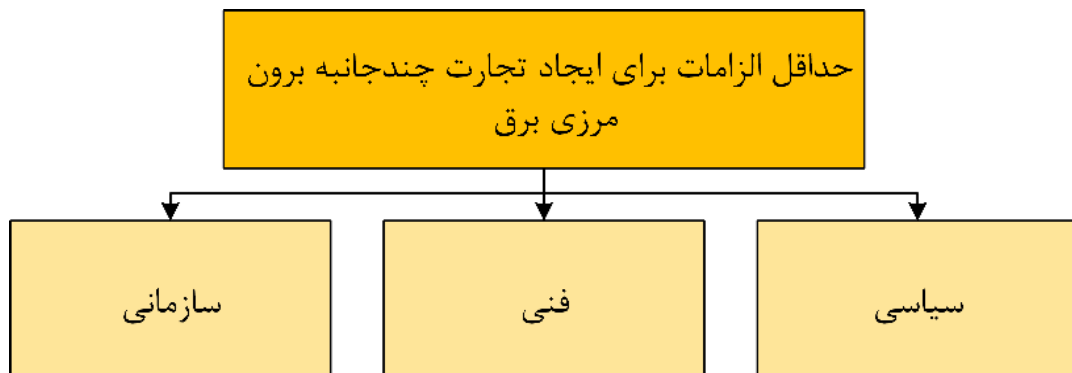 حداقل الزامات برای ایجاد تجارت چندجانبه برون
مرزی برق
سیاسی
فنی
سازمانی